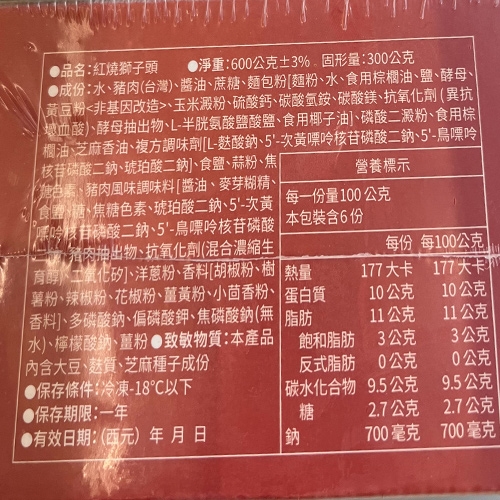 ●品名:紅燒獅子頭 ●淨重:600公克±3% 固形量:300公克
●成份:水、豬肉(台灣)、醬油、蔗糖、麵包粉[麵粉、水、食用棕櫚油、鹽、酵母、
黃豆粉<非基因改造>、玉米澱粉、硫酸鈣、碳酸氫銨、碳酸鎂、抗氧化劑(異抗
壞血酸)、酵母抽出物、L-半胱氨酸鹽酸鹽、食用椰子油]、磷酸二澱粉、食用棕
櫚油、芝麻香油、複方調味劑[L-麩酸鈉、5'-次黃嘌呤核苷磷酸二鈉、5'-鳥嘌呤
核苷磷酸二鈉、琥珀酸二鈉]、食鹽、蒜粉、焦
糖色素、豬肉風味調味料[醬油、麥芽糊精、
食鹽、糖、焦糖色素、琥珀酸二鈉、5'-次黃
嘌呤核苷磷酸二鈉、5'-鳥嘌呤核苷磷酸
豬肉抽出物、抗氧化劑(混合濃縮生
育醇)、二氧化矽]、洋蔥粉、香料[胡椒粉、樹
薯粉、辣椒粉、花椒粉、薑黃粉、小茴香粉、
香料]、多磷酸鈉、偏磷酸鉀、焦磷酸鈉(無
水)、檸檬酸鈉、薑粉●致敏物質:本產品
內含大豆、麩質、芝麻種子成份
●保存條件:冷凍-18°C以下
●保存期限:一年
●有效日期:(西元) 年 月 日
營養標示
每一份量100公克
本包裝含6份
每份 每100公克
熱量 177大卡 177大卡
蛋白質 10公克 10公克
脂肪 11公克 11公克
飽和脂肪 3公克 3公克
反式脂肪 0公克 0公克
碳水化合物 9.5公克 9.5公克
糖 2.7公克 2.7公克
鈉 700毫克 700毫克